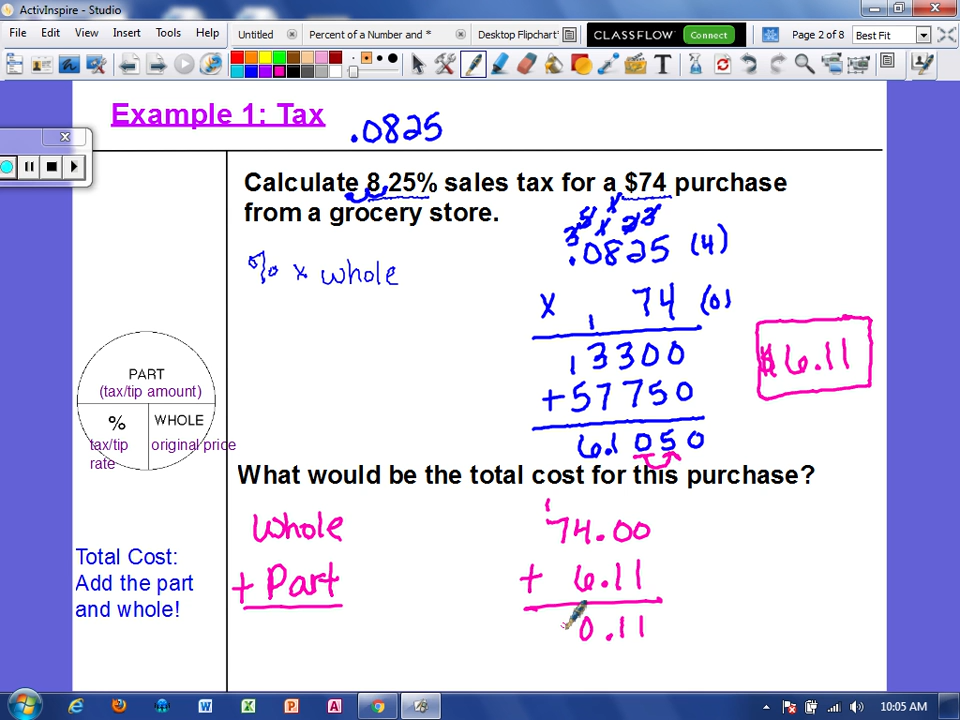 ActivInspire - Studio
File Edit View Insert Tools Help Untitled Percent of a Number and * Desktop Flipchart* CLASSFLOW Connect Page 2 of 8 Best Fit
Example 1: Tax
.0825
Calculate 8.25% sales tax for a $74 purchase
from a grocery store.
% x whole
.0825 (4)
x 74 (0)
1
13300
+57750
6.1050
$6.11
PART
(tax/tip amount)
% WHOLE
tax/tip original price
rate
What would be the total cost for this purchase?
Whole
+ Part
1
74.00
+ 6.11
0.11
Total Cost:
Add the part
and whole!
10:05 AM